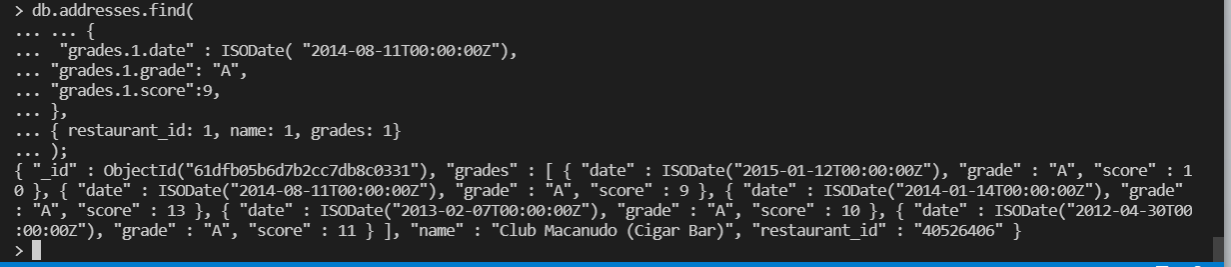 > db.addresses.find(
... ... {
...  "grades.1.date" : ISODate( "2014-08-11T00:00:00Z"),
... "grades.1.grade": "A",
... "grades.1.score":9,
... },
... { restaurant_id: 1, name: 1, grades: 1}
... );
{ "_id" : ObjectId("61dfb05b6d7b2cc7db8c0331"), "grades" : [ { "date" : ISODate("2015-01-12T00:00:00Z"), "grade" : "A", "score" : 1
0 }, { "date" : ISODate("2014-08-11T00:00:00Z"), "grade" : "A", "score" : 9 }, { "date" : ISODate("2014-01-14T00:00:00Z"), "grade"
: "A", "score" : 13 }, { "date" : ISODate("2013-02-07T00:00:00Z"), "grade" : "A", "score" : 10 }, { "date" : ISODate("2012-04-30T00
:00:00Z"), "grade" : "A", "score" : 11 } ], "name" : "Club Macanudo (Cigar Bar)", "restaurant_id" : "40526406" }
>